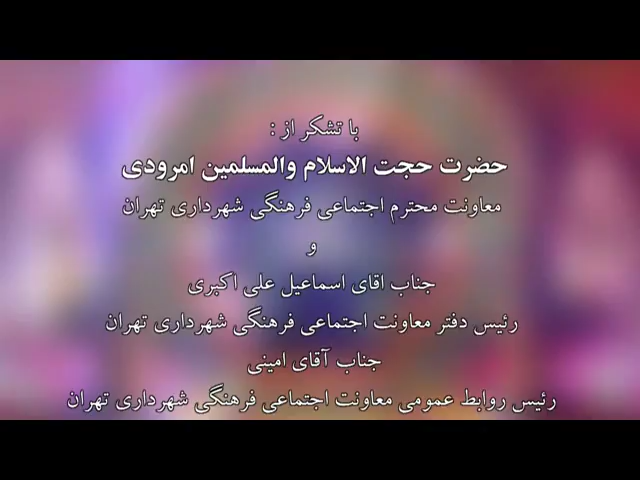 با تشکر از :
حضرت حجت الاسلام والمسلمین امرودی
معاونت محترم اجتماعی فرهنگی شهرداری تهران
و
جناب اقای اسماعیل علی اکبری
رئیس دفتر معاونت اجتماعی فرهنگی شهرداری تهران
جناب آقای امینی
رئیس روابط عمومی معاونت اجتماعی فرهنگی شهرداری تهران